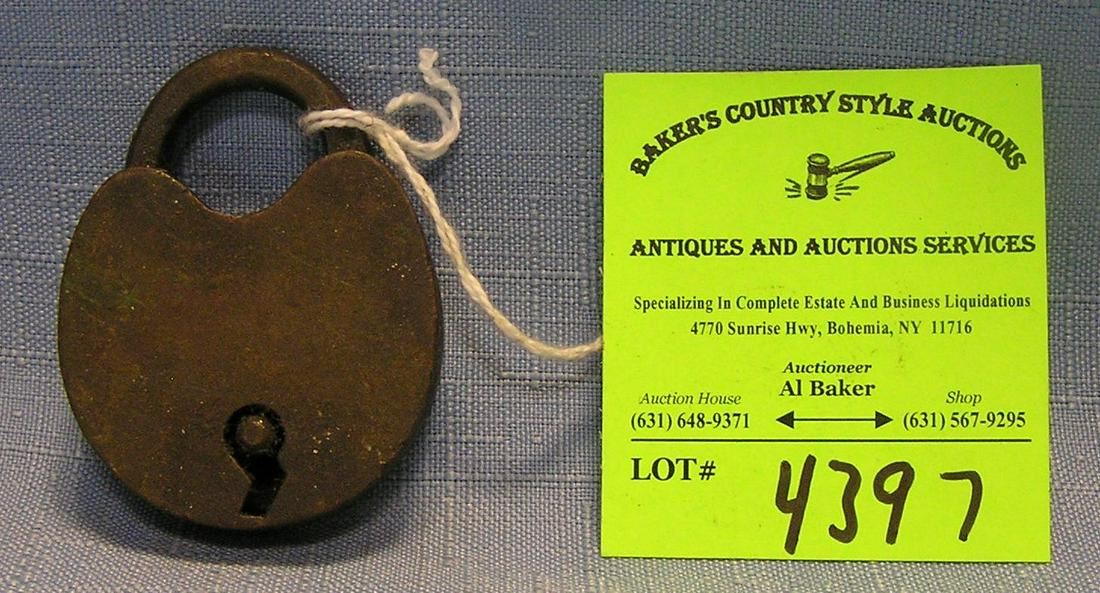 BAKER'S COUNTRY STYLE AUCTIONS
ANTIQUES AND AUCTIONS SERVICES
Specializing In Complete Estate And Business Liquidations
4770 Sunrise Hwy, Bohemia, NY 11716
Auctioneer
Al Baker
Auction House
Shop
(631) 648-9371
(631) 567-9295
LOT# 4397